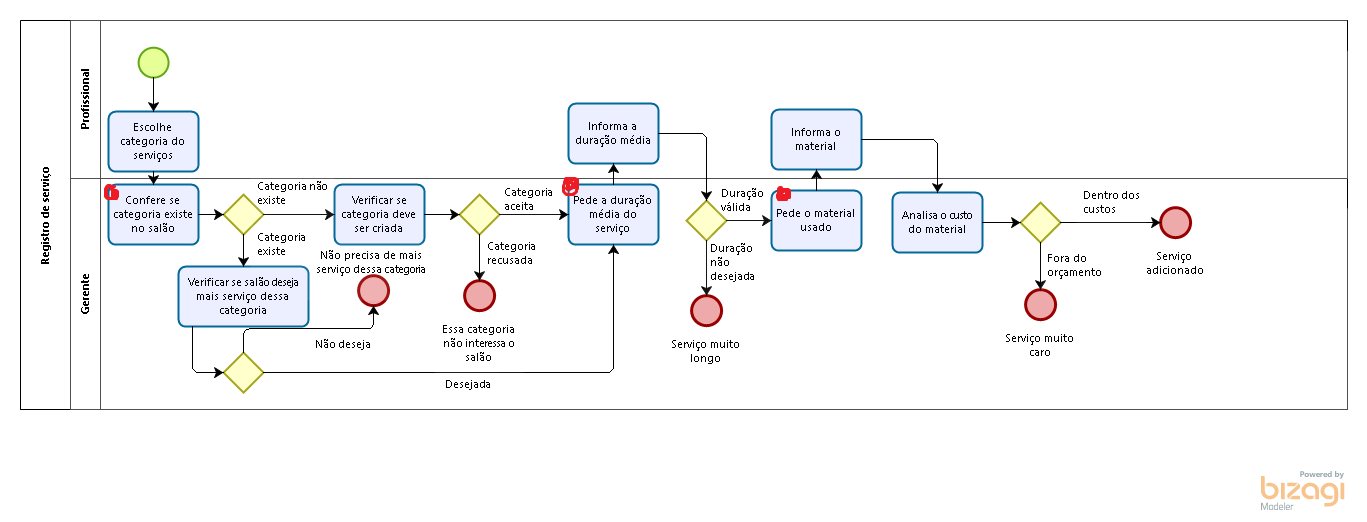 Registro de serviço
Profissional
Gerente
Escolhe
categoria do
serviços
Confere se
categoria existe
no salão
Categoria não
existe
Categoria
existe
Verificar se
categoria deve
ser criada
Categoria
aceita
Categoria
recusada
Verificar se salão deseja
mais serviço dessa
categoria
Não precisa de mais
serviço dessa categoria
Essa categoria
não interessa o
salão
Não deseja
Desejada
Informa a
duração média
Pede a duração
média do
serviço
Duração
válida
Duração
não
desejada
Serviço muito
longo
Informa o
material
Pede o material
usado
Analisa o custo
do material
Dentro dos
custos
Fora do
orçamento
Serviço
adicionado
Serviço muito
caro
Powered by
bizagi
Modeler